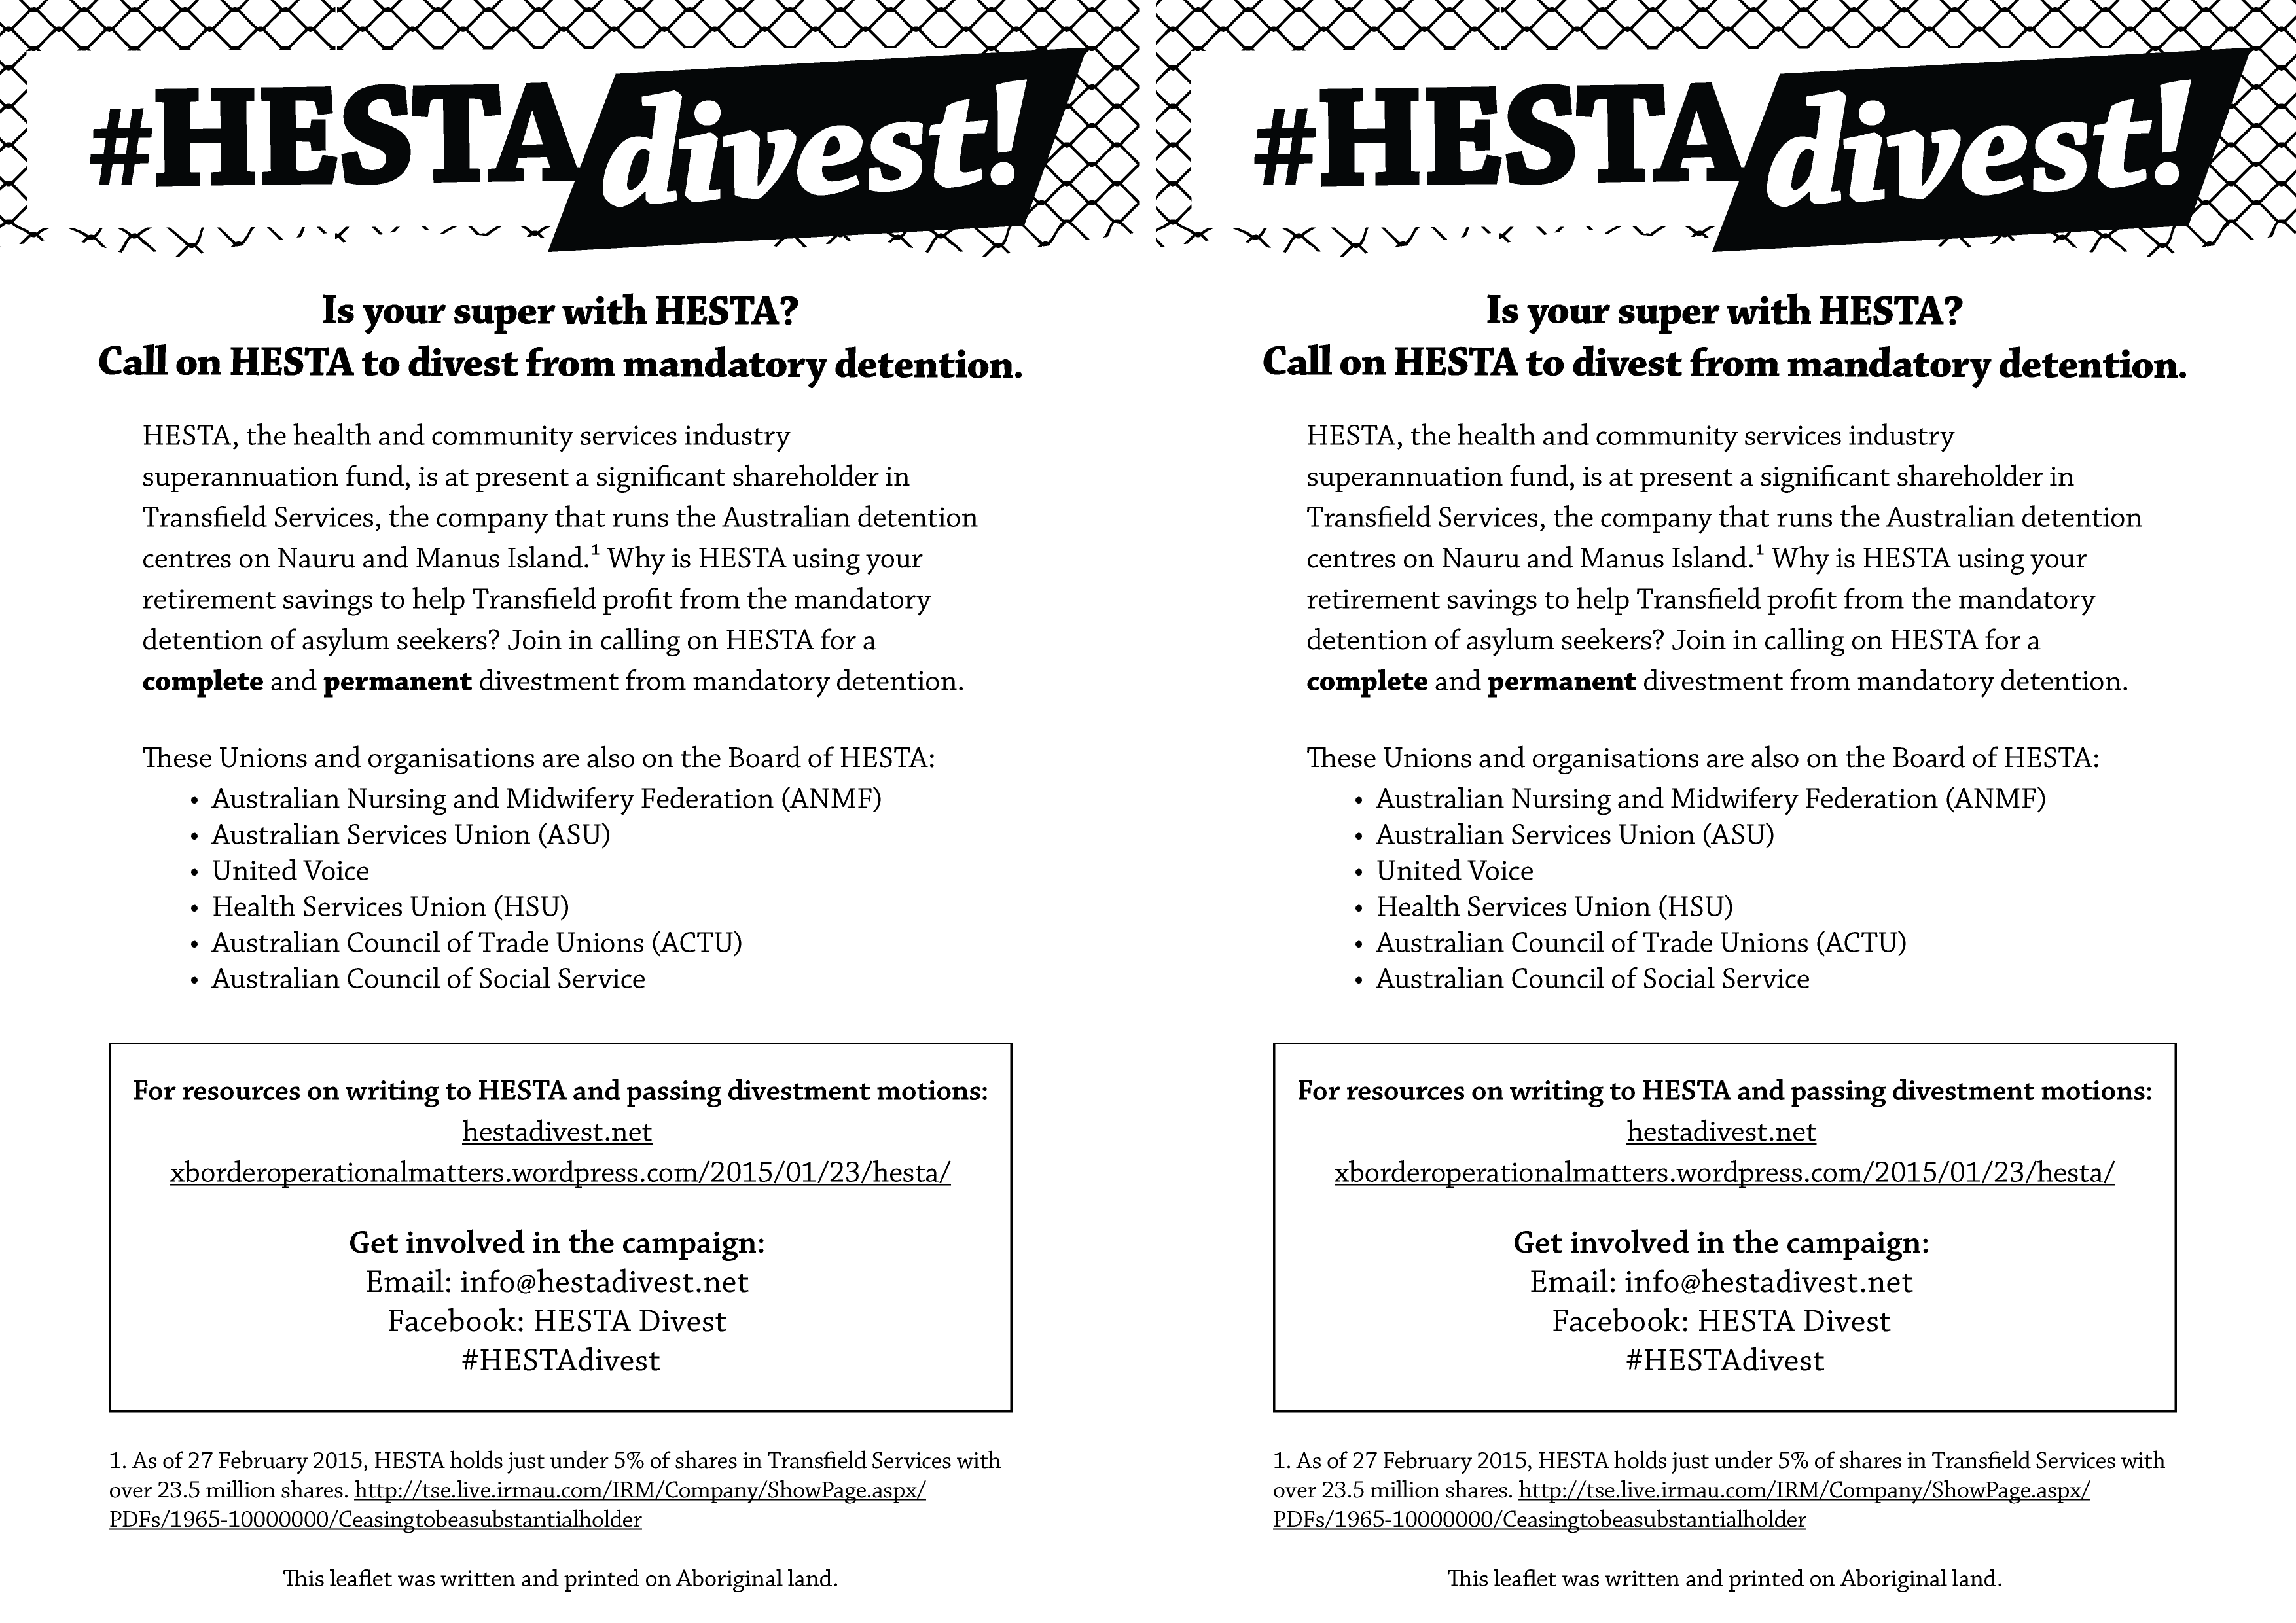 #HESTAdivest!
Is your super with HESTA?
Call on HESTA to divest from mandatory detention.
HESTA, the health and community services industry
superannuation fund, is at present a significant shareholder in
Transfield Services, the company that runs the Australian detention
centres on Nauru and Manus Island.¹ Why is HESTA using your
retirement savings to help Transfield profit from the mandatory
detention of asylum seekers? Join in calling on HESTA for a
complete and permanent divestment from mandatory detention.
These Unions and organisations are also on the Board of HESTA:
• Australian Nursing and Midwifery Federation (ANMF)
• Australian Services Union (ASU)
• United Voice
• Health Services Union (HSU)
• Australian Council of Trade Unions (ACTU)
• Australian Council of Social Service
For resources on writing to HESTA and passing divestment motions:
hestadivest.net
xborderoperationalmatters.wordpress.com/2015/01/23/hesta/
Get involved in the campaign:
Email: info@hestadivest.net
Facebook: HESTA Divest
#HESTAdivest
1. As of 27 February 2015, HESTA holds just under 5% of shares in Transfield Services with
over 23.5 million shares. http://tse.live.irmau.com/IRM/Company/ShowPage.aspx/
PDFs/1965-10000000/Ceasingtobeasubstantialholder
This leaflet was written and printed on Aboriginal land.
#HESTAdivest!
Is your super with HESTA?
Call on HESTA to divest from mandatory detention.
HESTA, the health and community services industry
superannuation fund, is at present a significant shareholder in
Transfield Services, the company that runs the Australian detention
centres on Nauru and Manus Island.¹ Why is HESTA using your
retirement savings to help Transfield profit from the mandatory
detention of asylum seekers? Join in calling on HESTA for a
complete and permanent divestment from mandatory detention.
These Unions and organisations are also on the Board of HESTA:
• Australian Nursing and Midwifery Federation (ANMF)
• Australian Services Union (ASU)
• United Voice
• Health Services Union (HSU)
• Australian Council of Trade Unions (ACTU)
• Australian Council of Social Service
For resources on writing to HESTA and passing divestment motions:
hestadivest.net
xborderoperationalmatters.wordpress.com/2015/01/23/hesta/
Get involved in the campaign:
Email: info@hestadivest.net
Facebook: HESTA Divest
#HESTAdivest
1. As of 27 February 2015, HESTA holds just under 5% of shares in Transfield Services with
over 23.5 million shares. http://tse.live.irmau.com/IRM/Company/ShowPage.aspx/
PDFs/1965-10000000/Ceasingtobeasubstantialholder
This leaflet was written and printed on Aboriginal land.